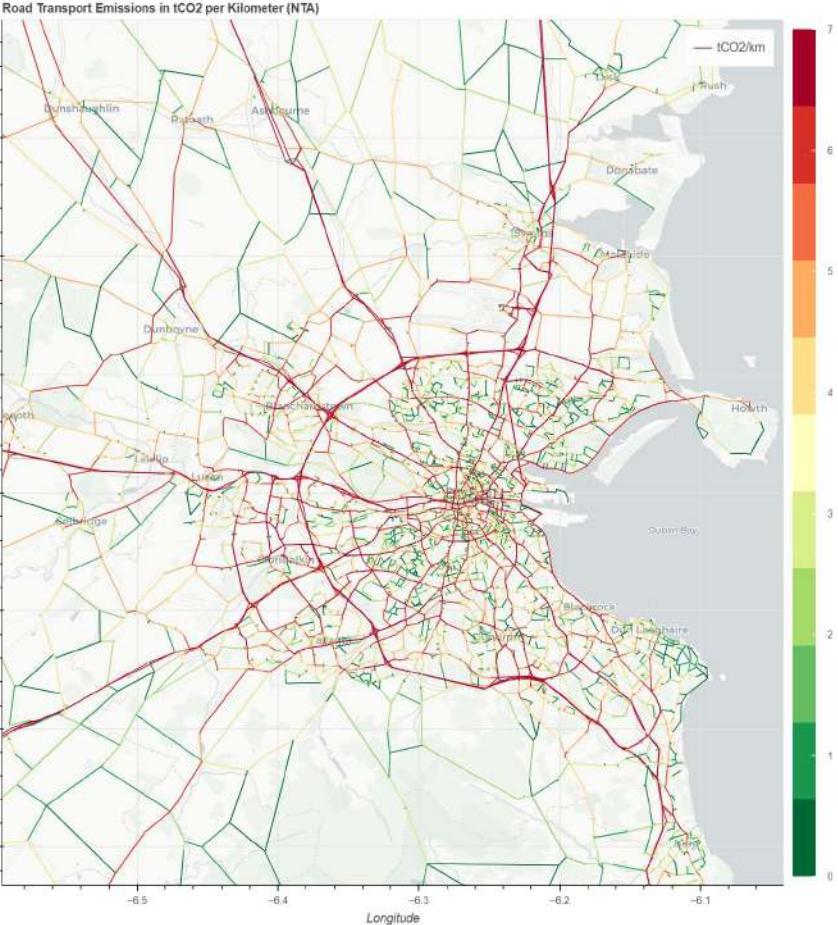 Road Transport Emissions in tCO2 per Kilometer (NTA)
7
tCO2/km
Rush
Dunshaughlin
Ratoath
Ashbourne
6
Donabate
Malahide
5
Dunboyne
4
Blanchardstown
Howth
Leixlip
Lucan
3
Celbridge
Dublin Bay
Clondalkin
Blackrock
Dún Laoghaire
2
1
0
-6.5
-6.4
-6.3
-6.2
-6.1
Longitude